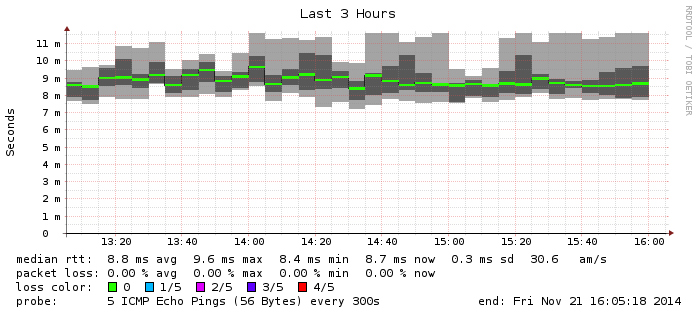 Last 3 Hours
RRDTOOL / TOBI OETIKER
Seconds
11 m
10 m
9 m
8 m
7 m
6 m
5 m
4 m
3 m
2 m
1 m
0
13:20 13:40 14:00 14:20 14:40 15:00 15:20 15:40 16:00
median rtt: 8.8 ms avg 9.6 ms max 8.4 ms min 8.7 ms now 0.3 ms sd 30.6 am/s
packet loss: 0.00 % avg 0.00 % max 0.00 % min 0.00 % now
loss color: 0 1/5 2/5 3/5 4/5
probe: 5 ICMP Echo Pings (56 Bytes) every 300s end: Fri Nov 21 16:05:18 2014